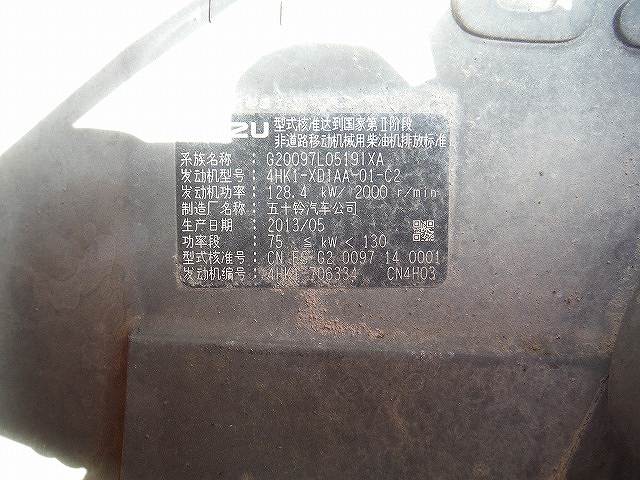 ZU 型式核准达到国家第Ⅱ阶段
非道路移动机械用柴油机排放标准
系族名称 : G20097L0519IXA
发动机型号 : 4HK1-XDIAA-01-C2
发动机功率 : 128.4 kW/ 2000 r/min
制造厂名称 : 五十铃汽车公司
生产日期 : 2013/05
功率段 : 75 ≤ kW < 130
型式核准号 : CN FC G2 0097 14 0001
发动机编号 : 4HK1-706334 CN4H03